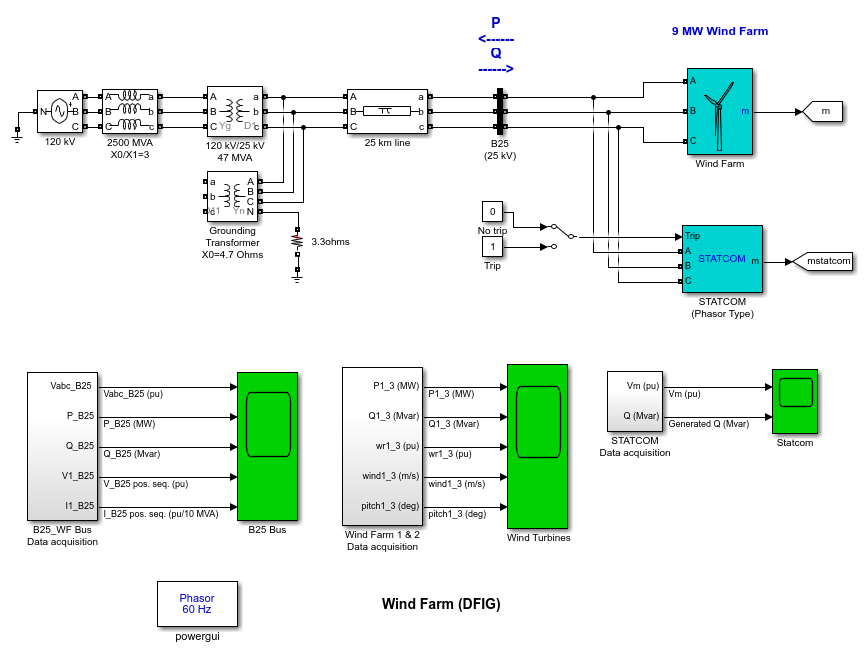 P
<------
Q
------>
9 MW Wind Farm
N
A
B
C
120 kV
A
B
C
a
b
c
2500 MVA
X0/X1=3
A
B
C
a
b
c
Yg
D1
120 kV/25 kV
47 MVA
A
B
C
25 km line
a
b
c
B25
(25 kV)
A
B
C
m
Wind Farm
m
a
b
c
A
B
C
N
Yn
Grounding
Transformer
X0=4.7 Ohms
3.3ohms
0
No trip
1
Trip
Trip
A
B
C
STATCOM
m
STATCOM
(Phasor Type)
mstatcom
Vabc_B25
P_B25
Q_B25
V1_B25
I1_B25
B25_WF Bus
Data acquisition
Vabc_B25 (pu)
P_B25 (MW)
Q_B25 (Mvar)
V_B25 pos. seq. (pu)
I_B25 pos. seq. (pu/10 MVA)
B25 Bus
P1_3 (MW)
Q1_3 (Mvar)
wr1_3 (pu)
wind1_3 (m/s)
pitch1_3 (deg)
Wind Farm 1 & 2
Data acquisition
P1_3 (MW)
Q1_3 (Mvar)
wr1_3 (pu)
wind1_3 (m/s)
pitch1_3 (deg)
Wind Turbines
Vm (pu)
Q (Mvar)
STATCOM
Data acquisition
Vm (pu)
Generated Q (Mvar)
Statcom
Phasor
60 Hz
powergui
Wind Farm (DFIG)